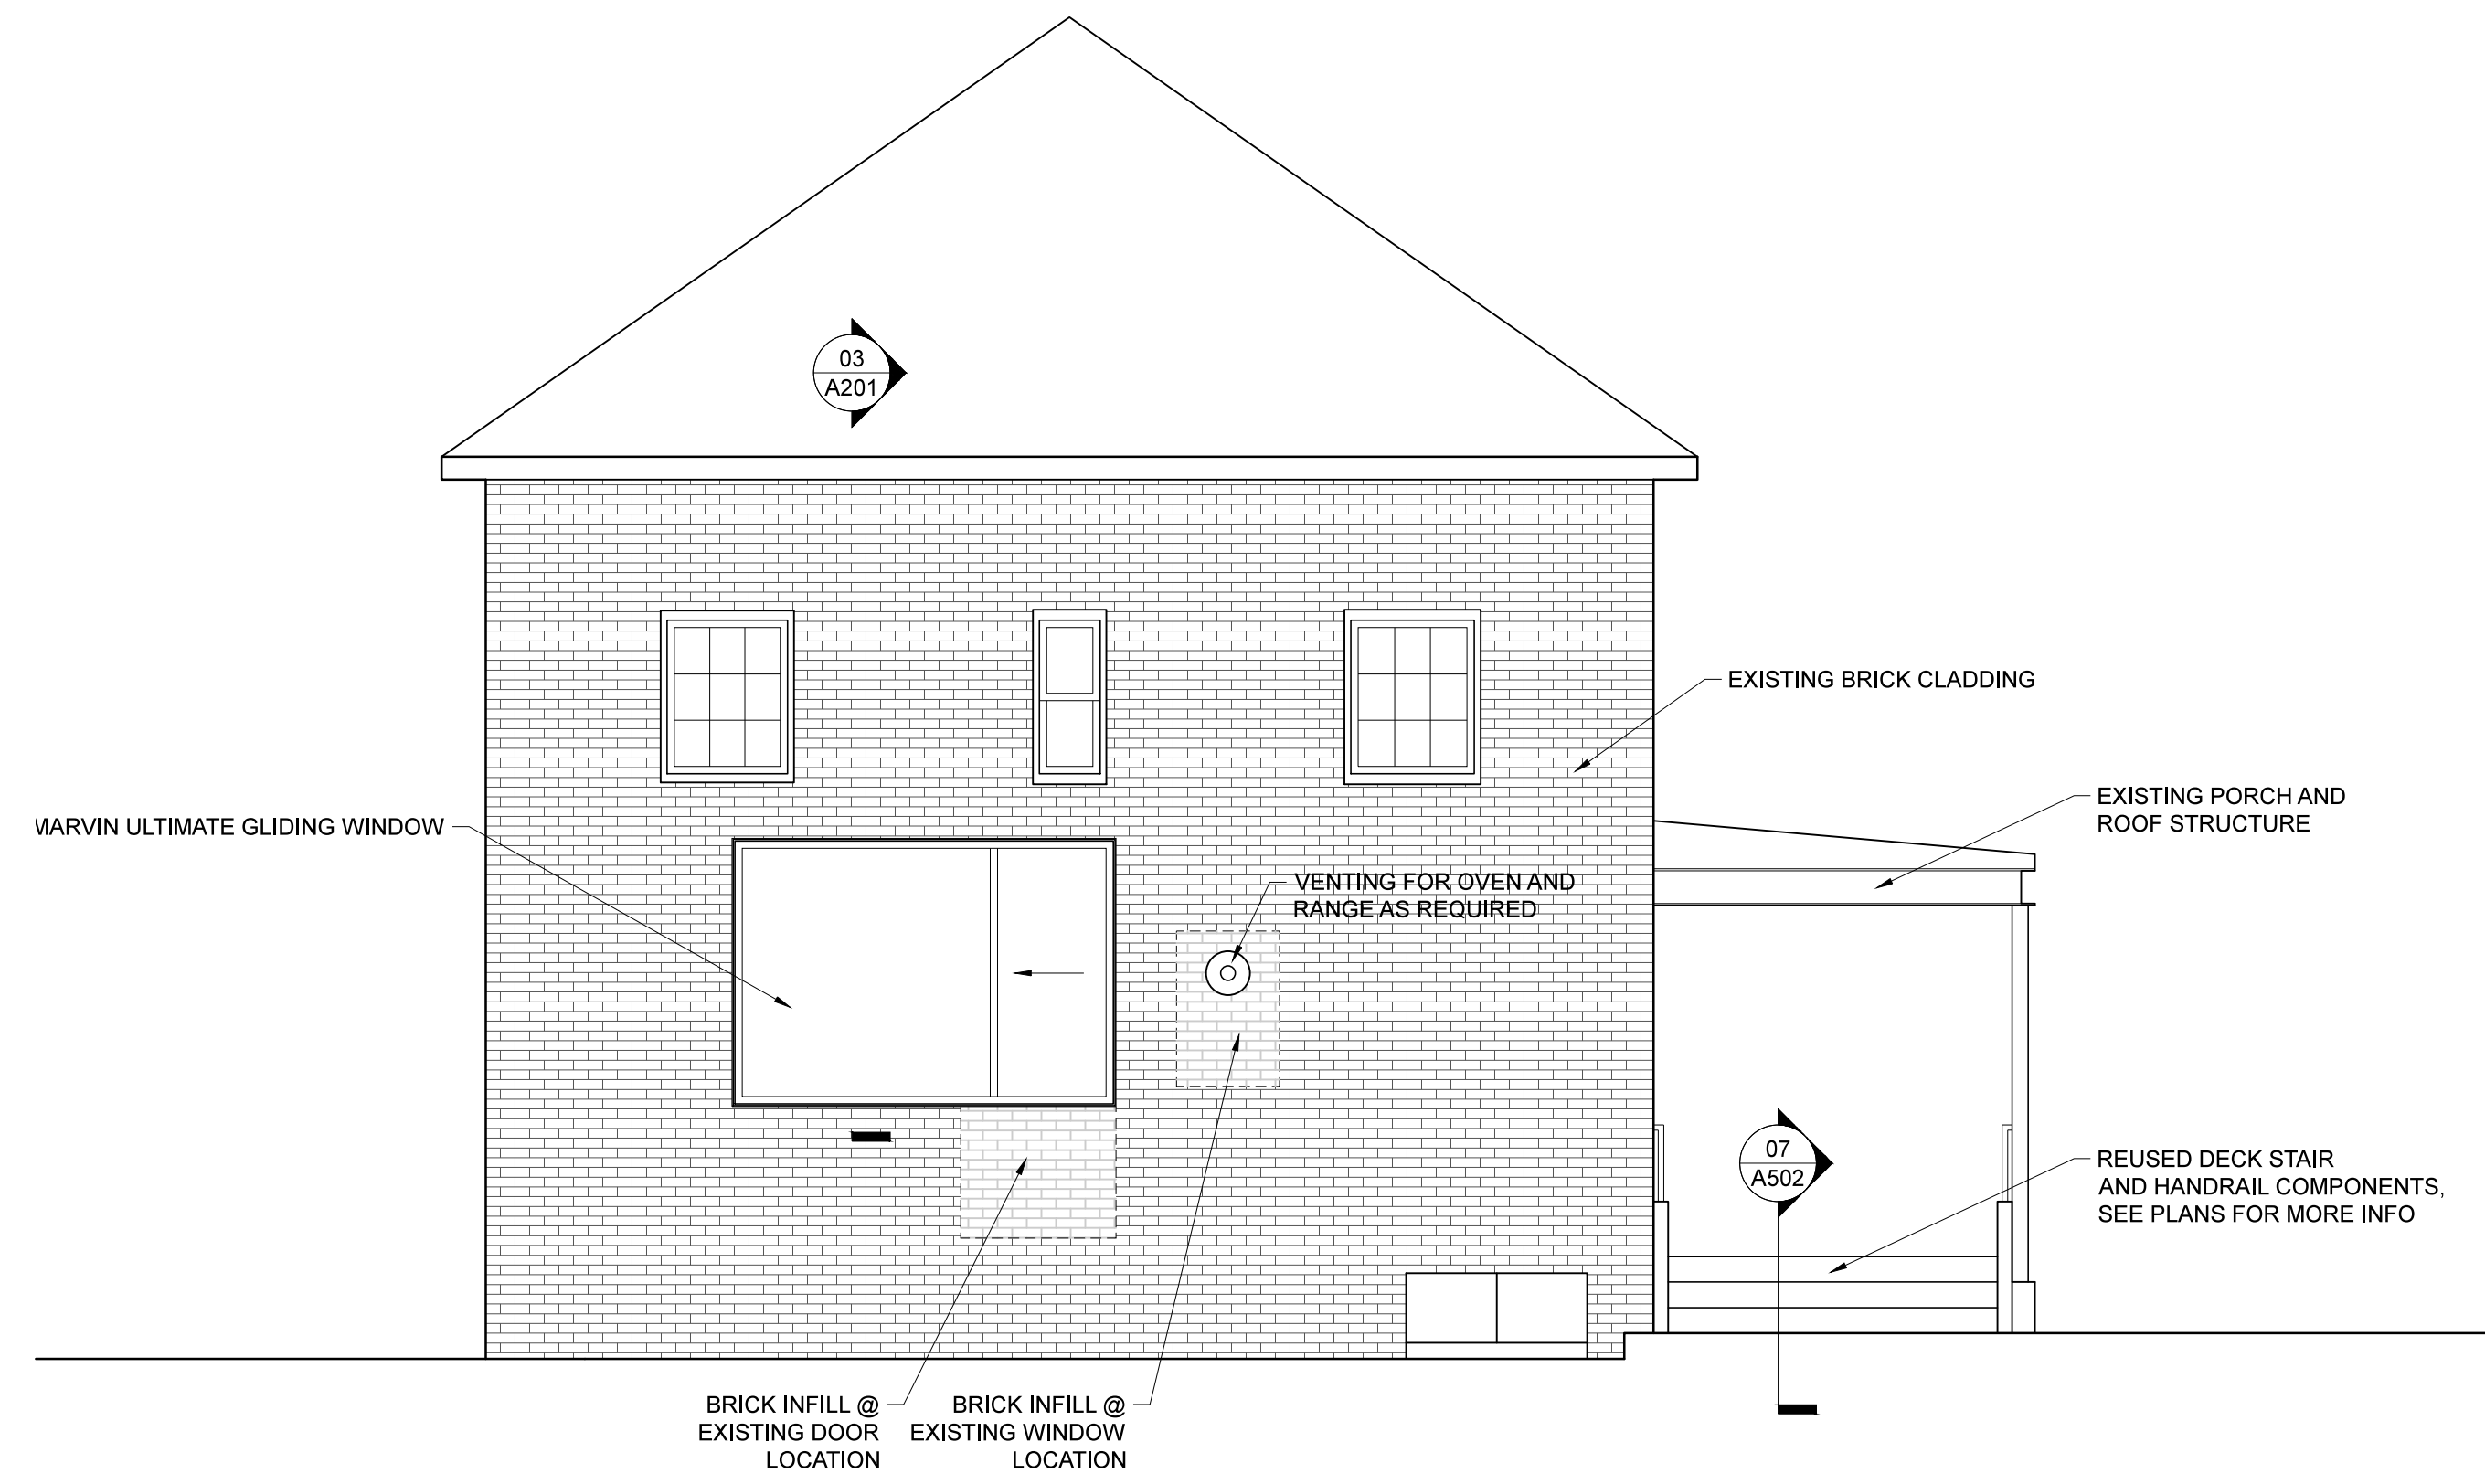 03
A201
EXISTING BRICK CLADDING
EXISTING PORCH AND
ROOF STRUCTURE
MARVIN ULTIMATE GLIDING WINDOW
VENTING FOR OVEN AND
RANGE AS REQUIRED
07
A502
REUSED DECK STAIR
AND HANDRAIL COMPONENTS,
SEE PLANS FOR MORE INFO
BRICK INFILL @
EXISTING DOOR
LOCATION
BRICK INFILL @
EXISTING WINDOW
LOCATION